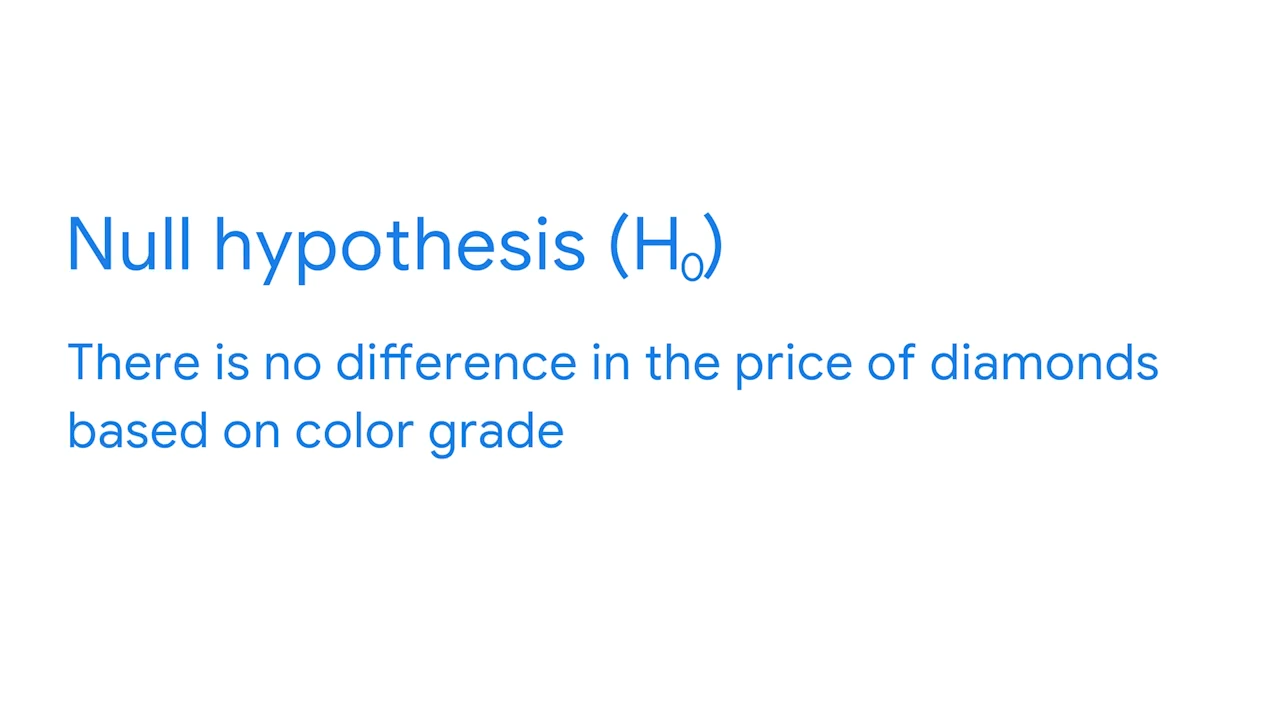 Null hypothesis (H₀)
There is no difference in the price of diamonds
based on color grade